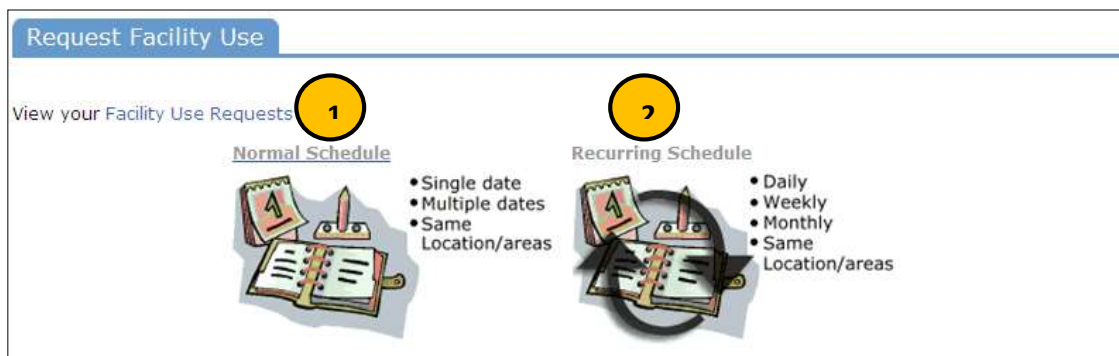 Request Facility Use
View your Facility Use Requests
1
2
Normal Schedule
• Single date
• Multiple dates
• Same
Location/areas
Recurring Schedule
• Daily
• Weekly
• Monthly
• Same
Location/areas